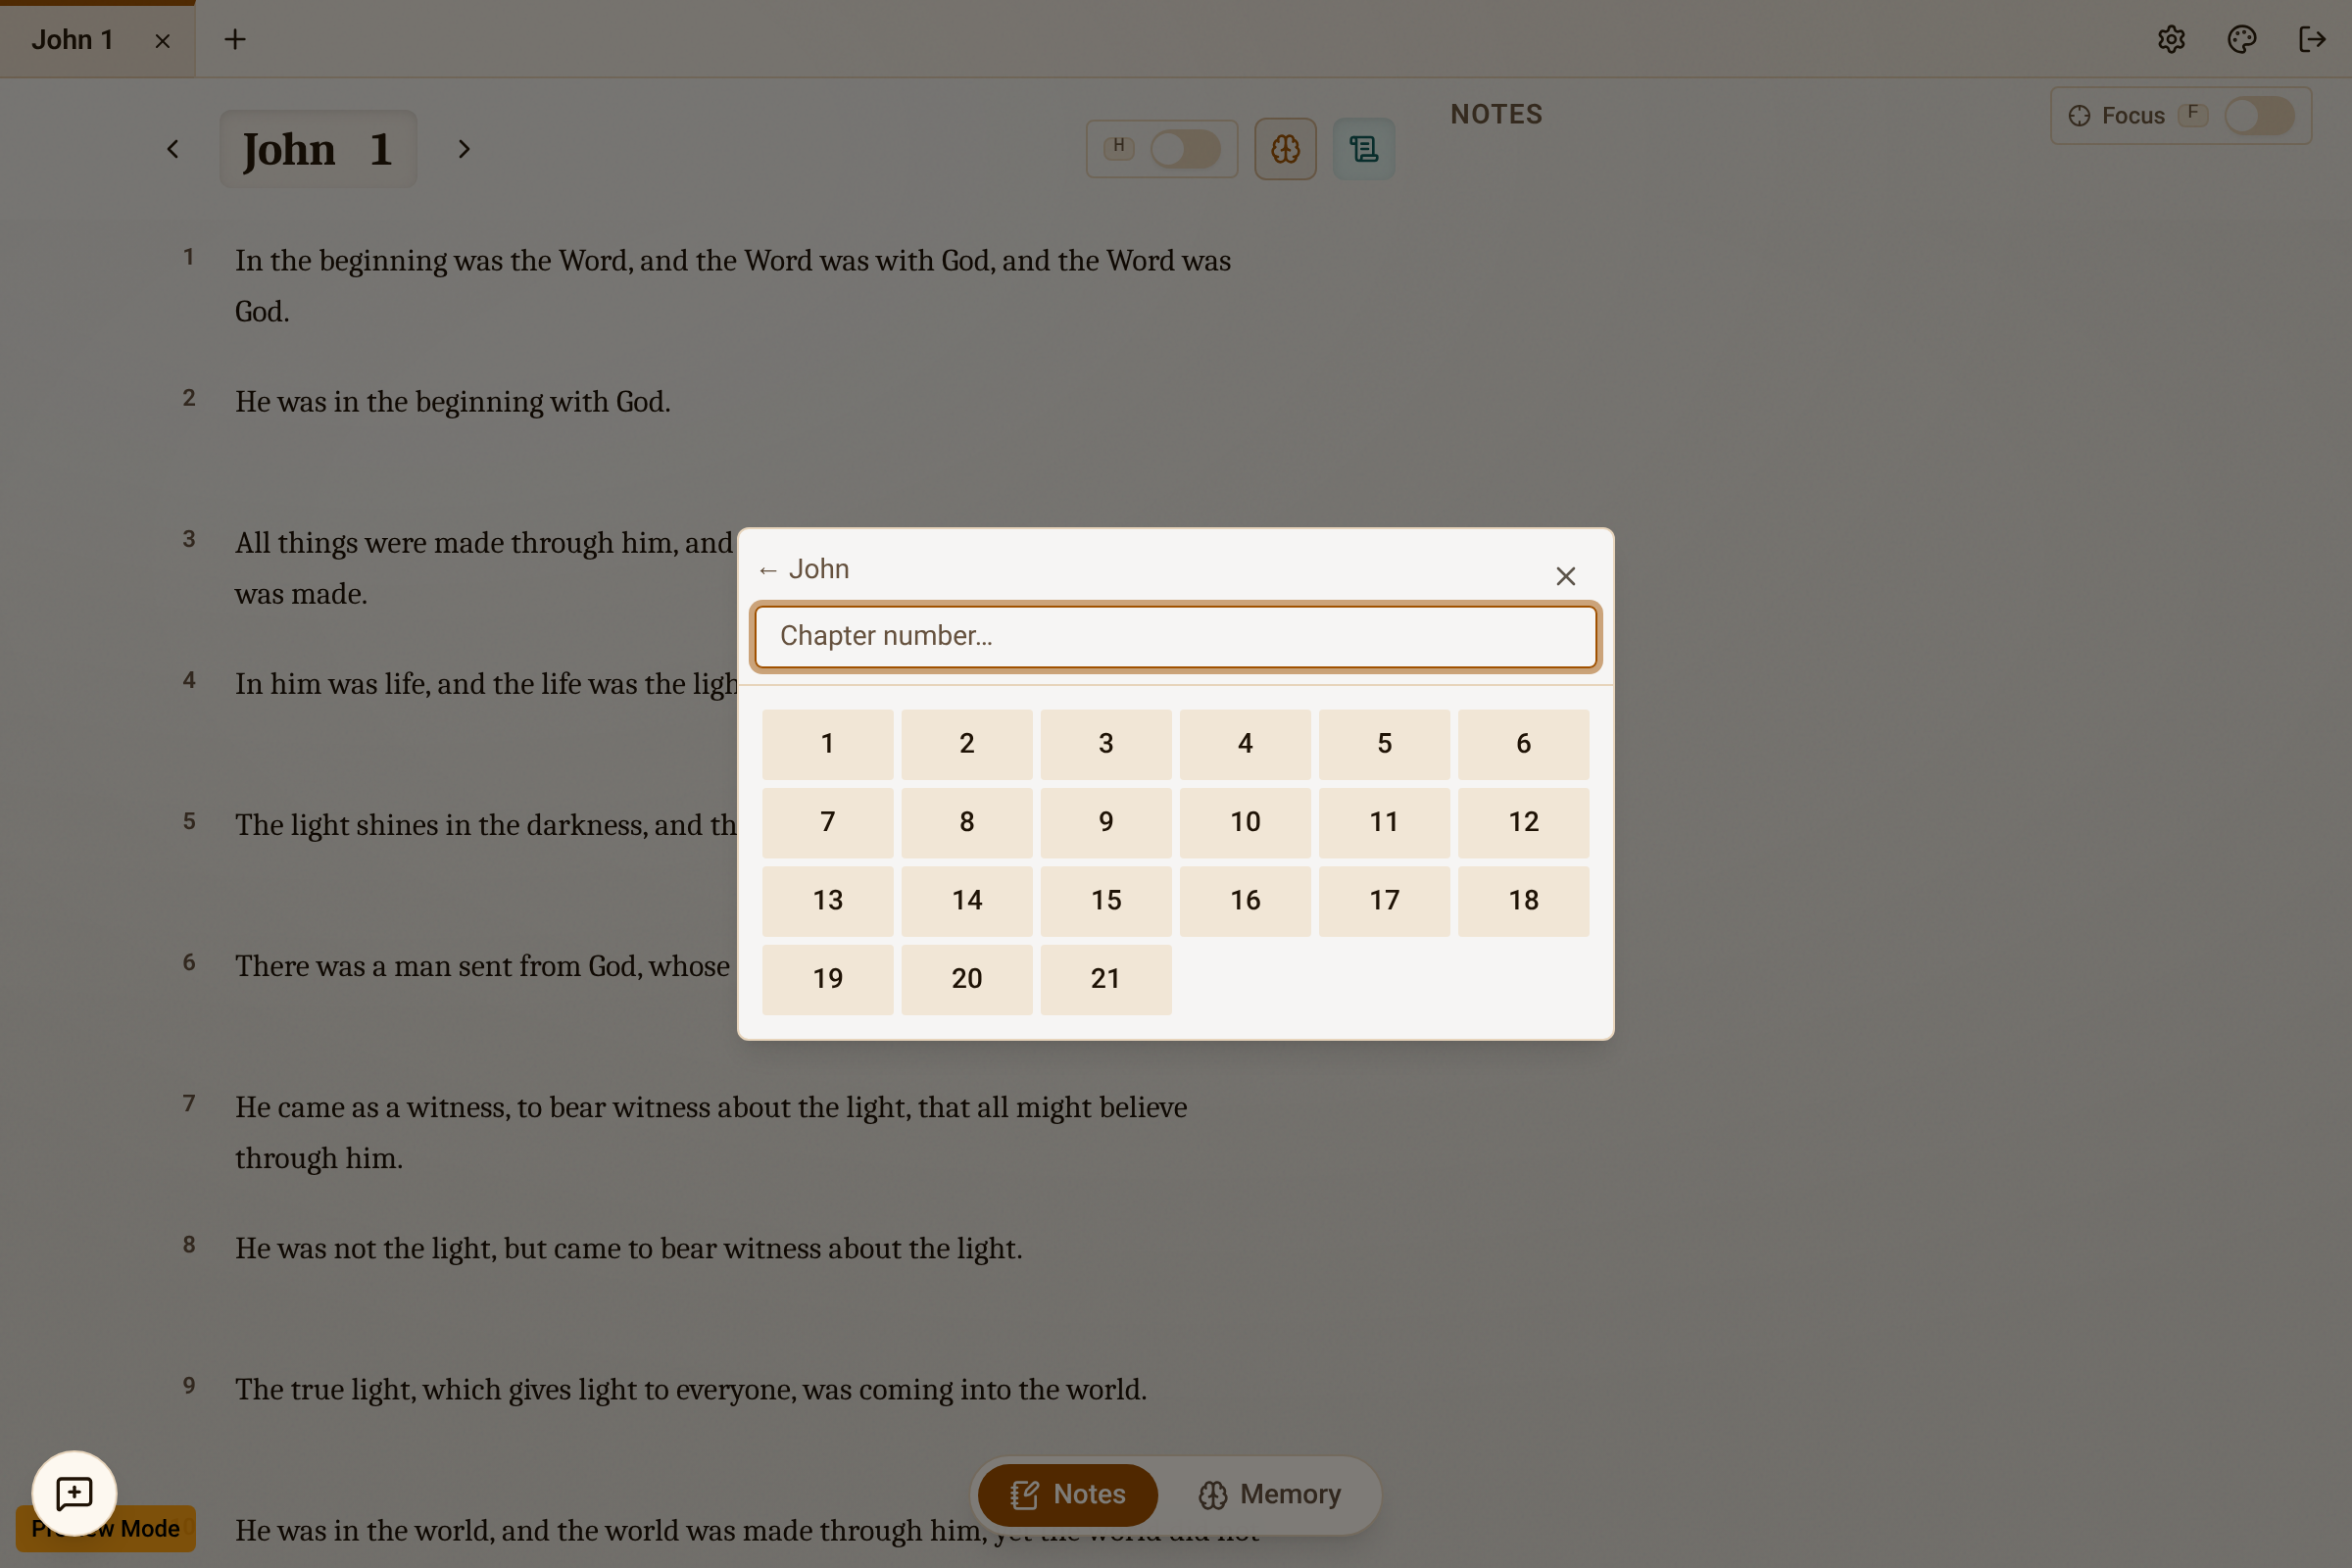 John 1
John 1
H
NOTES
Focus F
1 In the beginning was the Word, and the Word was with God, and the Word was
God.
2 He was in the beginning with God.
3 All things were made through him, and
was made.
4 In him was life, and the life was the ligh
5 The light shines in the darkness, and th
6 There was a man sent from God, whose
7 He came as a witness, to bear witness about the light, that all might believe
through him.
8 He was not the light, but came to bear witness about the light.
9 The true light, which gives light to everyone, was coming into the world.
He was in the world, and the world was made through him, yet the world did not
← John
Chapter number...
1 2 3 4 5 6
7 8 9 10 11 12
13 14 15 16 17 18
19 20 21
Notes Memory
Mode